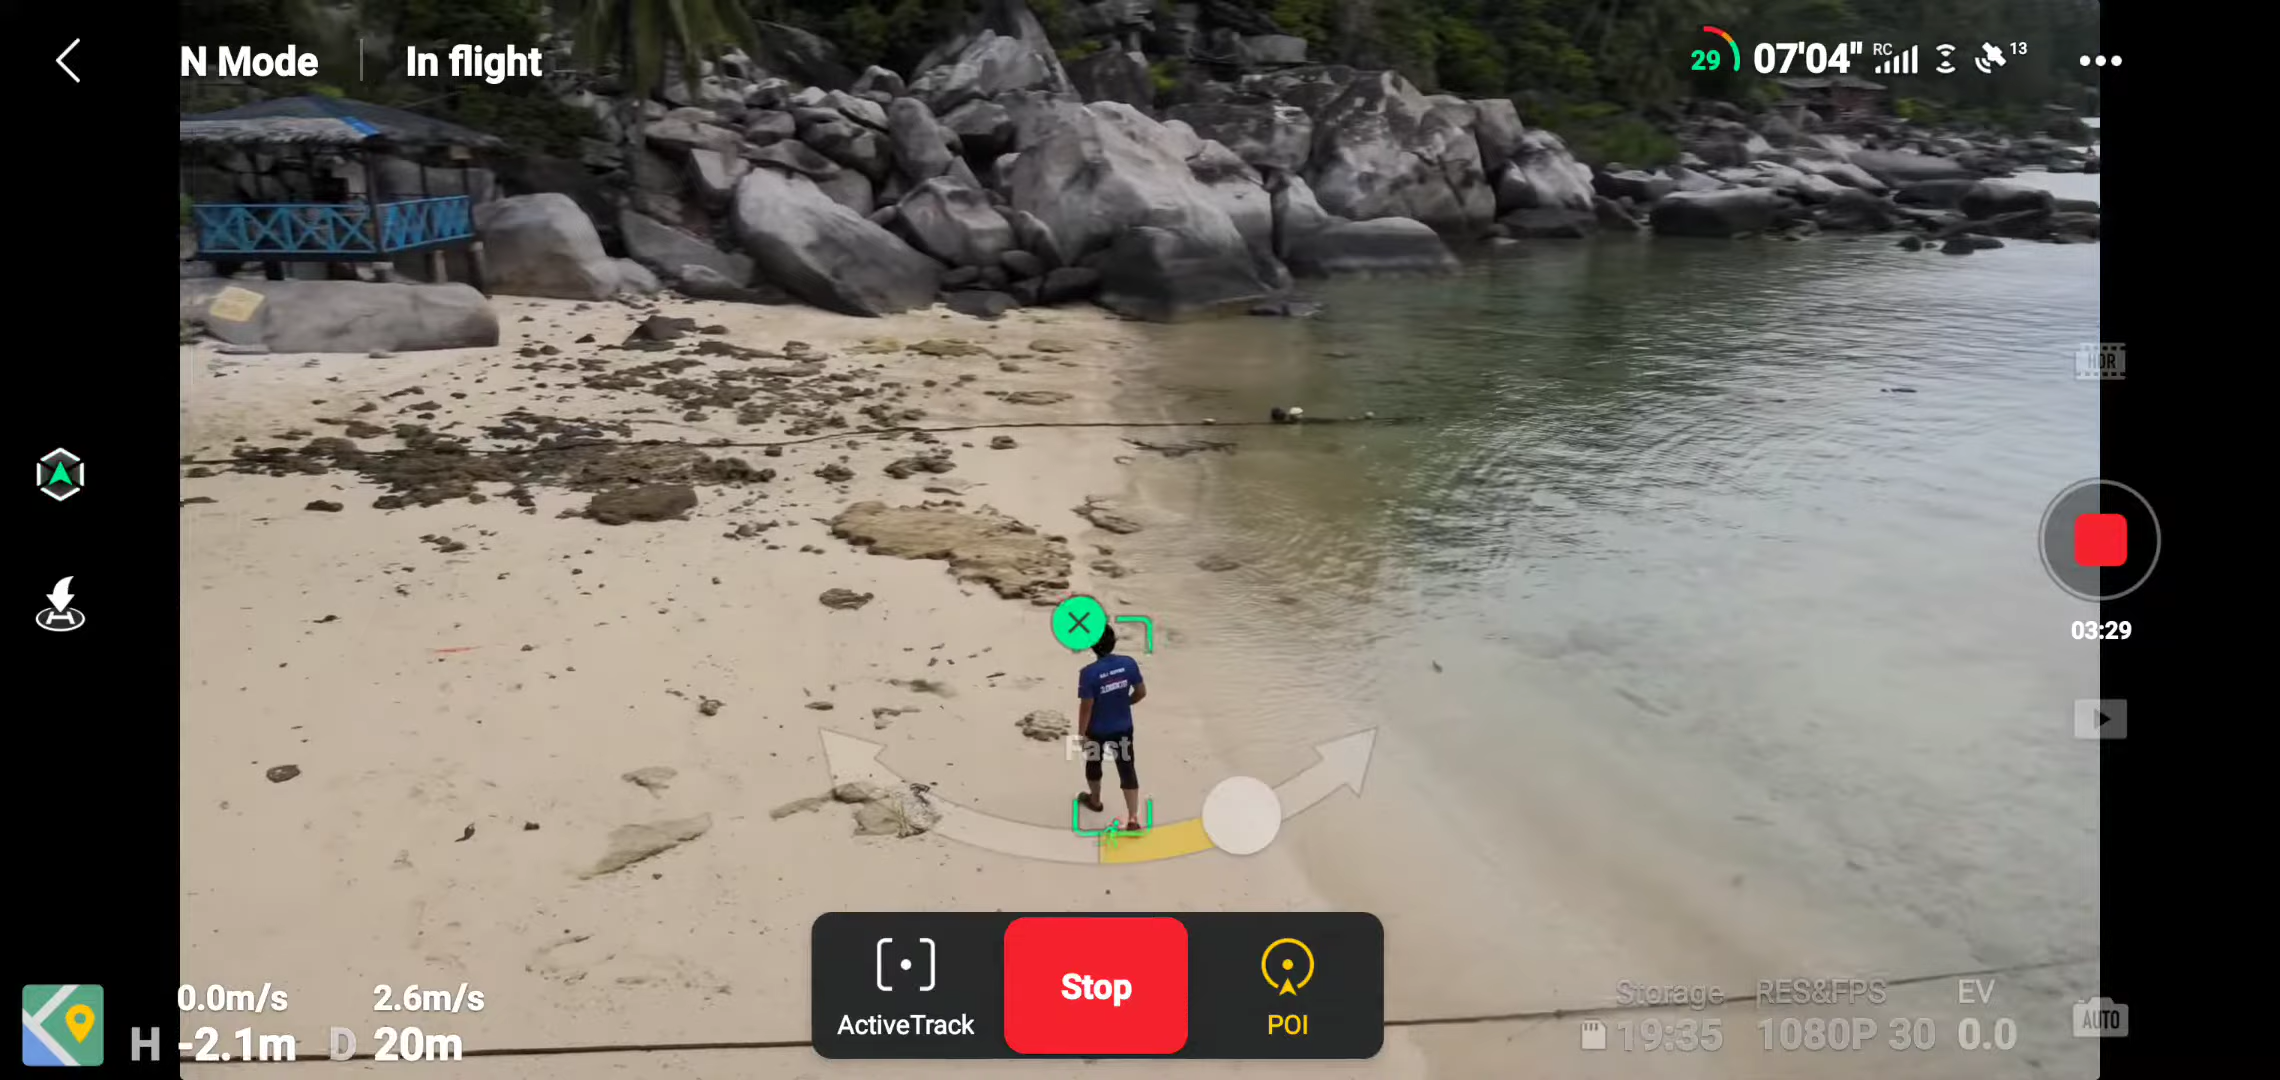 N Mode
In flight
29
07'04"
RC
13
HDR
03:29
Fast
ActiveTrack
Stop
POI
0.0m/s
2.6m/s
H -2.1m
D 20m
Storage
RES&FPS
EV
19:35
1080P 30
0.0
AUTO